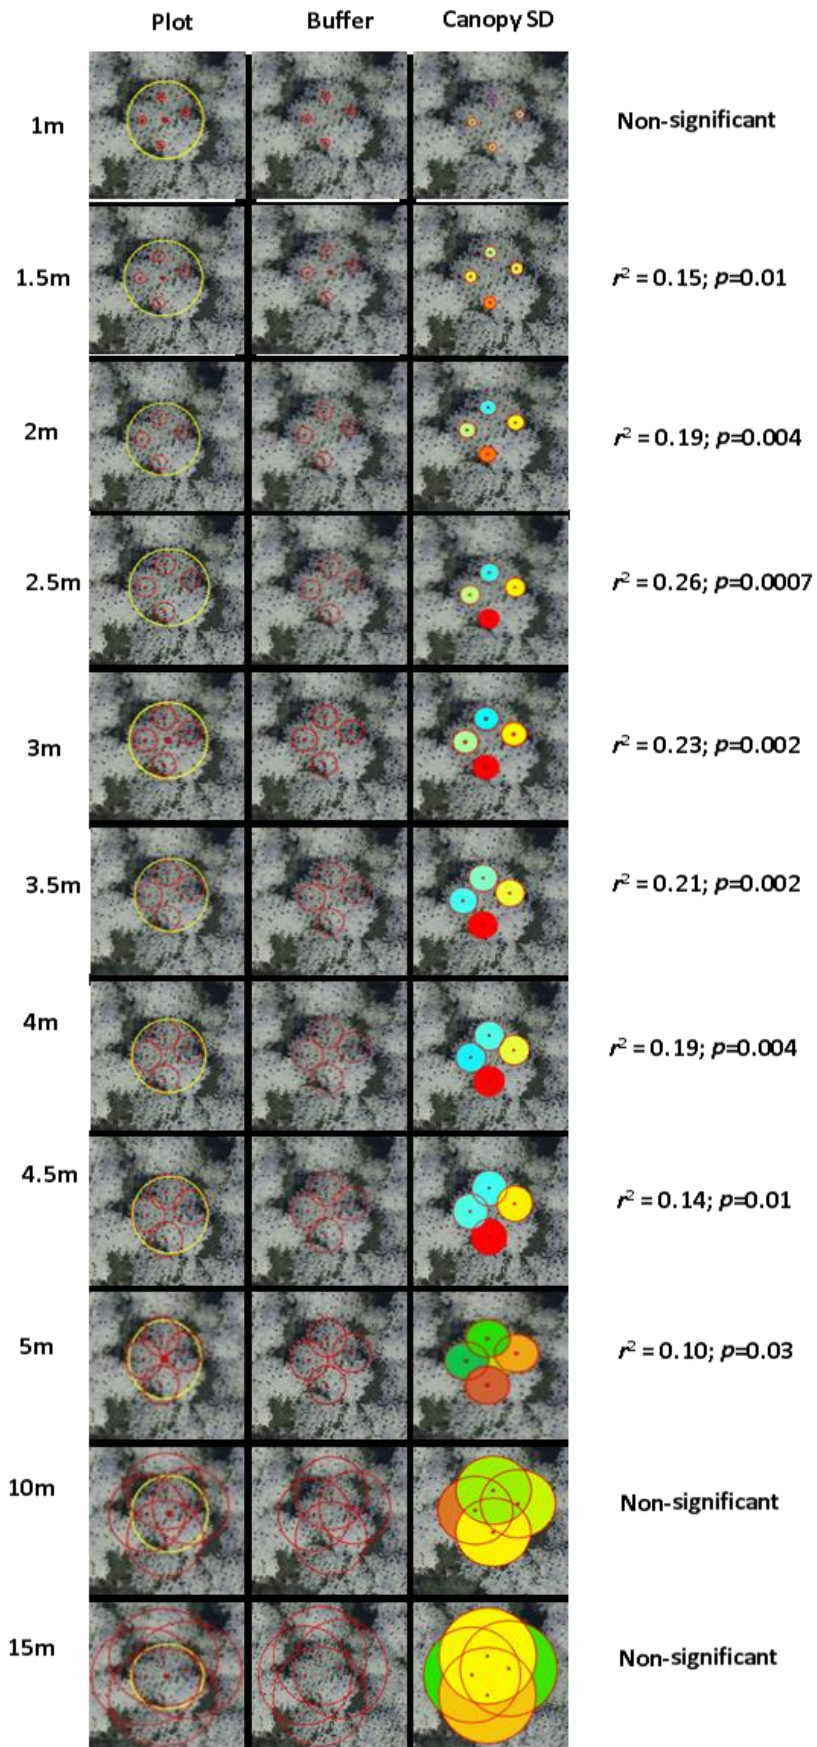 Plot Buffer Canopy SD
1m Non-significant
1.5m r² = 0.15; p=0.01
2m r² = 0.19; p=0.004
2.5m r² = 0.26; p=0.0007
3m r² = 0.23; p=0.002
3.5m r² = 0.21; p=0.002
4m r² = 0.19; p=0.004
4.5m r² = 0.14; p=0.01
5m r² = 0.10; p=0.03
10m Non-significant
15m Non-significant